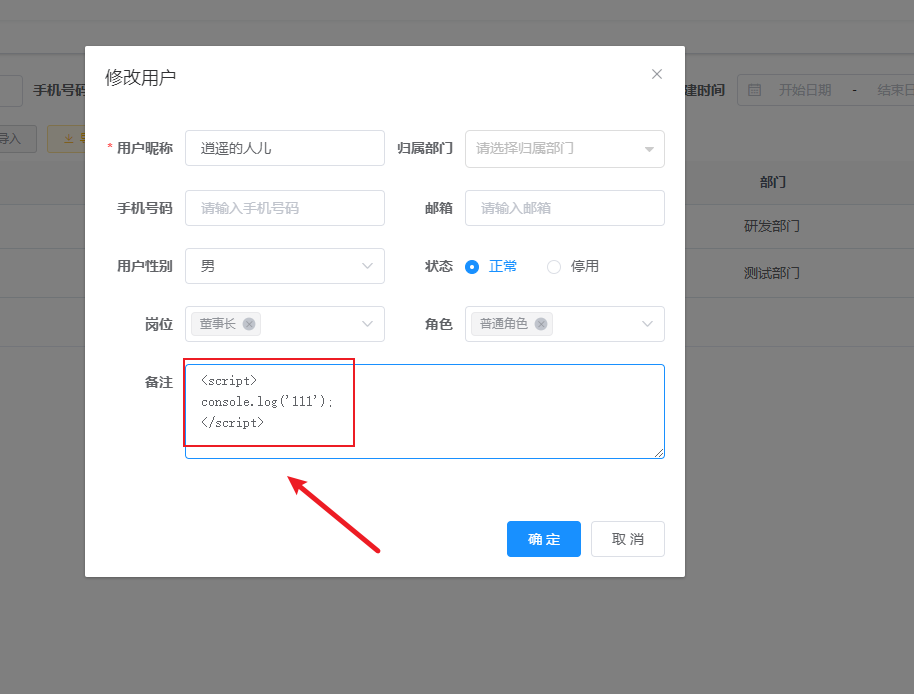 修改用户
手机号码
建时间
开始日期 - 结束日
导入
部门
研发部门
测试部门
* 用户昵称 逍遥的人儿 归属部门 请选择归属部门
手机号码 请输入手机号码 邮箱 请输入邮箱
用户性别 男 状态 正常 停用
岗位 董事长 角色 普通角色
备注
<script>
console.log('111');
</script>
确定 取消